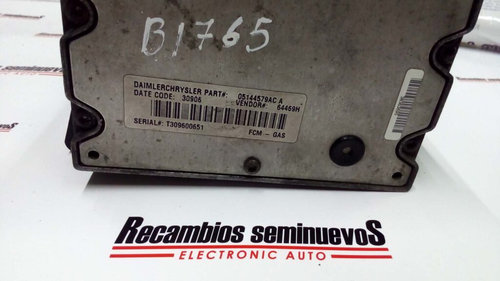 B1765
DAIMLERCHRYSLER PART#: 05144579AC A
DATE CODE: 30906 VENDOR#: 64469H
SERIAL#: T309600651 FCM - GAS
Recambios seminuevoS
ELECTRONIC AUTO